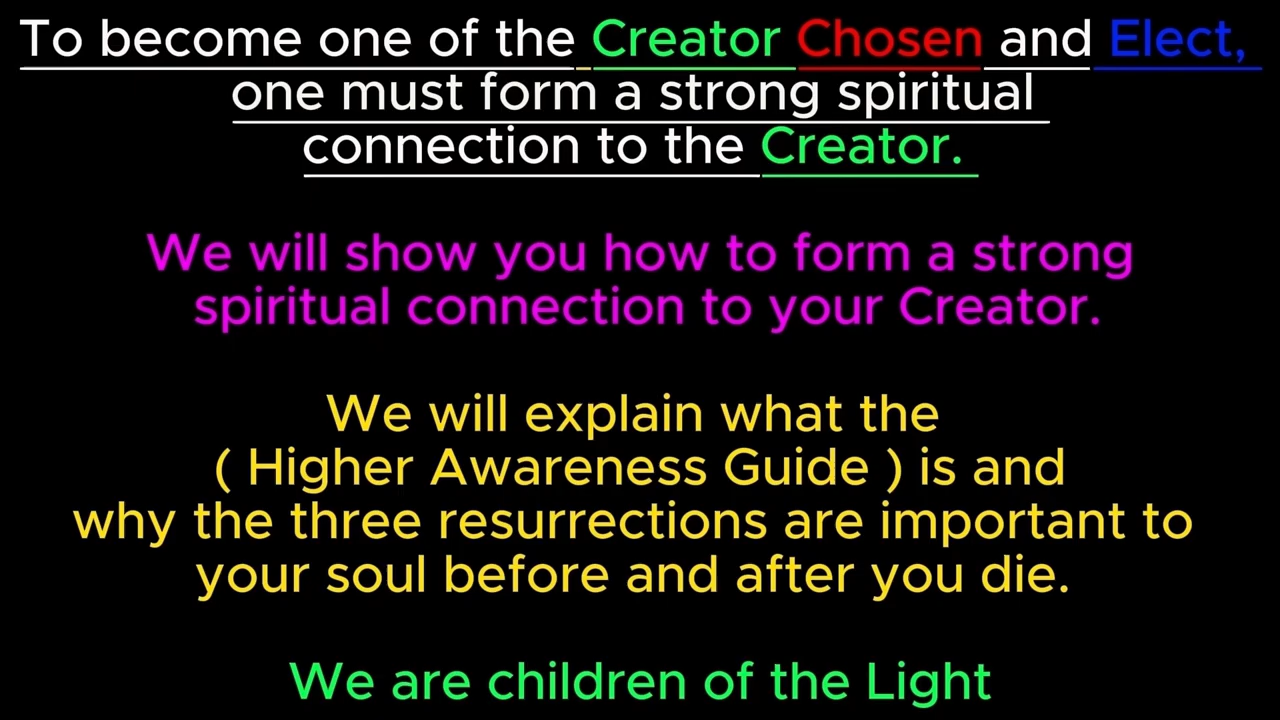 To become one of the Creator Chosen and Elect,
one must form a strong spiritual
connection to the Creator.
We will show you how to form a strong
spiritual connection to your Creator.
We will explain what the
( Higher Awareness Guide ) is and
why the three resurrections are important to
your soul before and after you die.
We are children of the Light